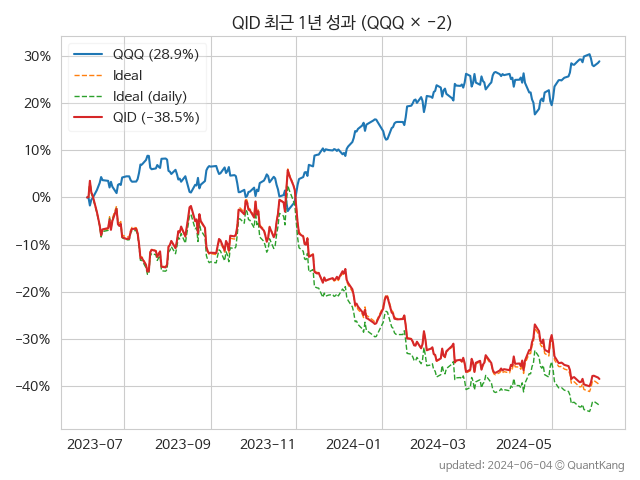 QID 최근 1년 성과 (QQQ × −2)
QQQ (28.9%)
Ideal
Ideal (daily)
QID (−38.5%)
30%
20%
10%
0%
−10%
−20%
−30%
−40%
2023-07 2023-09 2023-11 2024-01 2024-03 2024-05
updated: 2024-06-04 © QuantKang